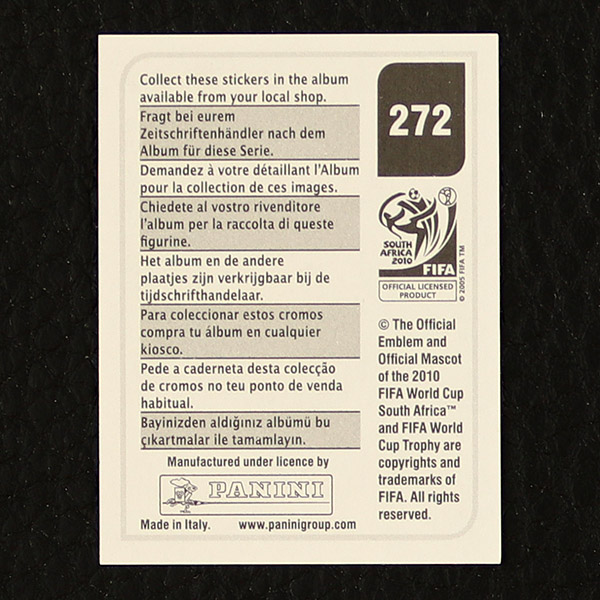 Collect these stickers in the album
available from your local shop.
Fragt bei eurem
Zeitschriftenhändler nach dem
Album für diese Serie.
Demandez à votre détaillant l'Album
pour la collection de ces images.
Chiedete al vostro rivenditore
l'album per la raccolta di queste
figurine.
Het album en de andere
plaatjes zijn verkrijgbaar bij de
tijdschrifthandelaar.
Para coleccionar estos cromos
compra tu álbum en cualquier
kiosco.
Pede a caderneta desta colecção
de cromos no teu ponto de venda
habitual.
Bayinizden aldığınız albümü bu
çıkartmalar ile tamamlayın.
Manufactured under licence by
PANINI
Made in Italy.
www.paninigroup.com
272
SOUTH
AFRICA
2010
FIFA
OFFICIAL LICENSED
PRODUCT
© 2005 FIFA TM
© The Official
Emblem and
Official Mascot
of the 2010
FIFA World Cup
South Africa™
and FIFA World
Cup Trophy are
copyrights and
trademarks of
FIFA. All rights
reserved.